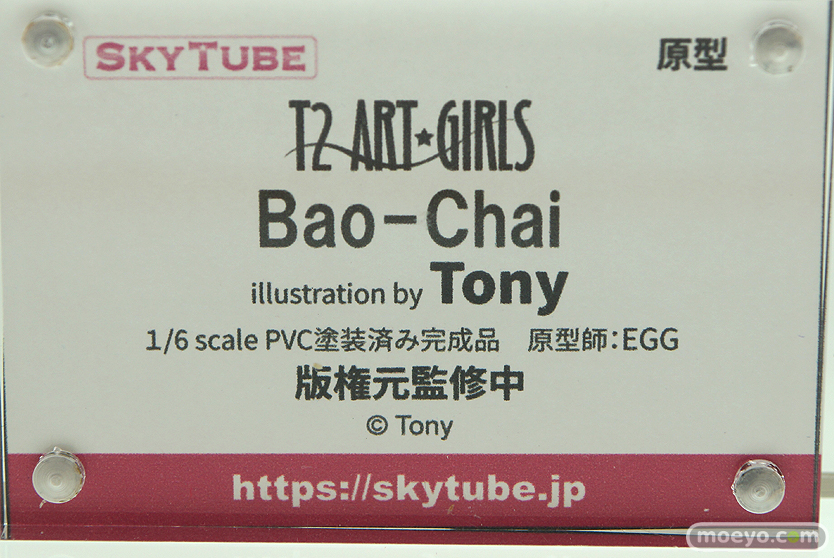 SKYTUBE
原型
T2 ART★GIRLS
Bao-Chai
illustration by Tony
1/6 scale PVC塗装済み完成品　原型師：EGG
版権元監修中
© Tony
https://skytube.jp
moeyo.com